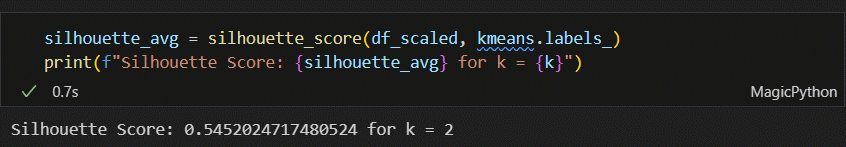 silhouette_avg = silhouette_score(df_scaled, kmeans.labels_)
print(f"Silhouette Score: {silhouette_avg} for k = {k}")
0.7s
MagicPython
Silhouette Score: 0.5452024717480524 for k = 2